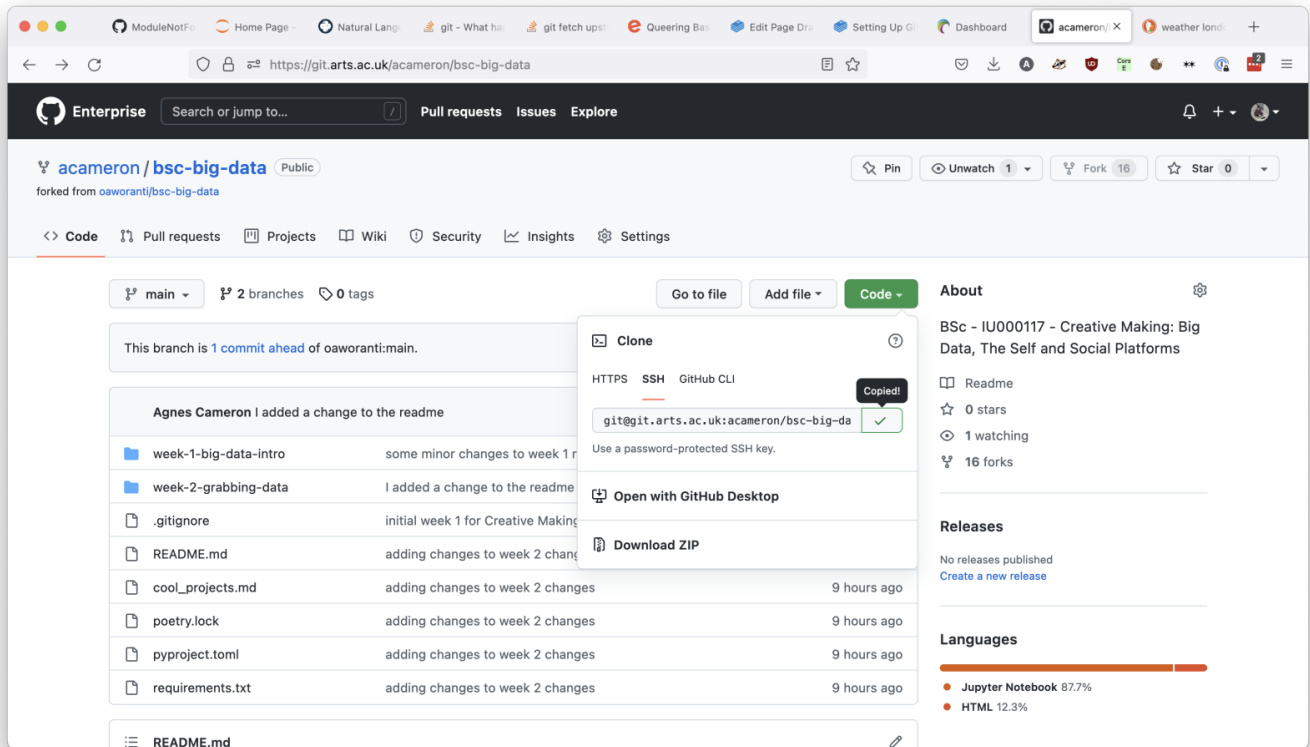 ModuleNotFo
Home Page -
Natural Lang
git - What ha
git fetch upst
Queering Bas
Edit Page Dra
Setting Up Gi
Dashboard
acameron/
weather lond
https://git.arts.ac.uk/acameron/bsc-big-data
2
Enterprise
Search or jump to...
/
Pull requests
Issues
Explore
acameron / bsc-big-data Public
forked from oaworanti/bsc-big-data
Pin
Unwatch 1
Fork 16
Star 0
Code
Pull requests
Projects
Wiki
Security
Insights
Settings
main
2 branches
0 tags
Go to file
Add file
Code
This branch is 1 commit ahead of oaworanti:main.
Clone
HTTPS SSH GitHub CLI
Copied!
git@git.arts.ac.uk:acameron/bsc-big-da
Use a password-protected SSH key.
Open with GitHub Desktop
Download ZIP
Agnes Cameron I added a change to the readme
week-1-big-data-intro some minor changes to week 1 r
week-2-grabbing-data I added a change to the readme
.gitignore initial week 1 for Creative Making
README.md adding changes to week 2 chang
cool_projects.md adding changes to week 2 changes 9 hours ago
poetry.lock adding changes to week 2 changes 9 hours ago
pyproject.toml adding changes to week 2 changes 9 hours ago
requirements.txt adding changes to week 2 changes 9 hours ago
README.md
About
BSc - IU000117 - Creative Making: Big
Data, The Self and Social Platforms
Readme
0 stars
1 watching
16 forks
Releases
No releases published
Create a new release
Languages
Jupyter Notebook 87.7%
HTML 12.3%